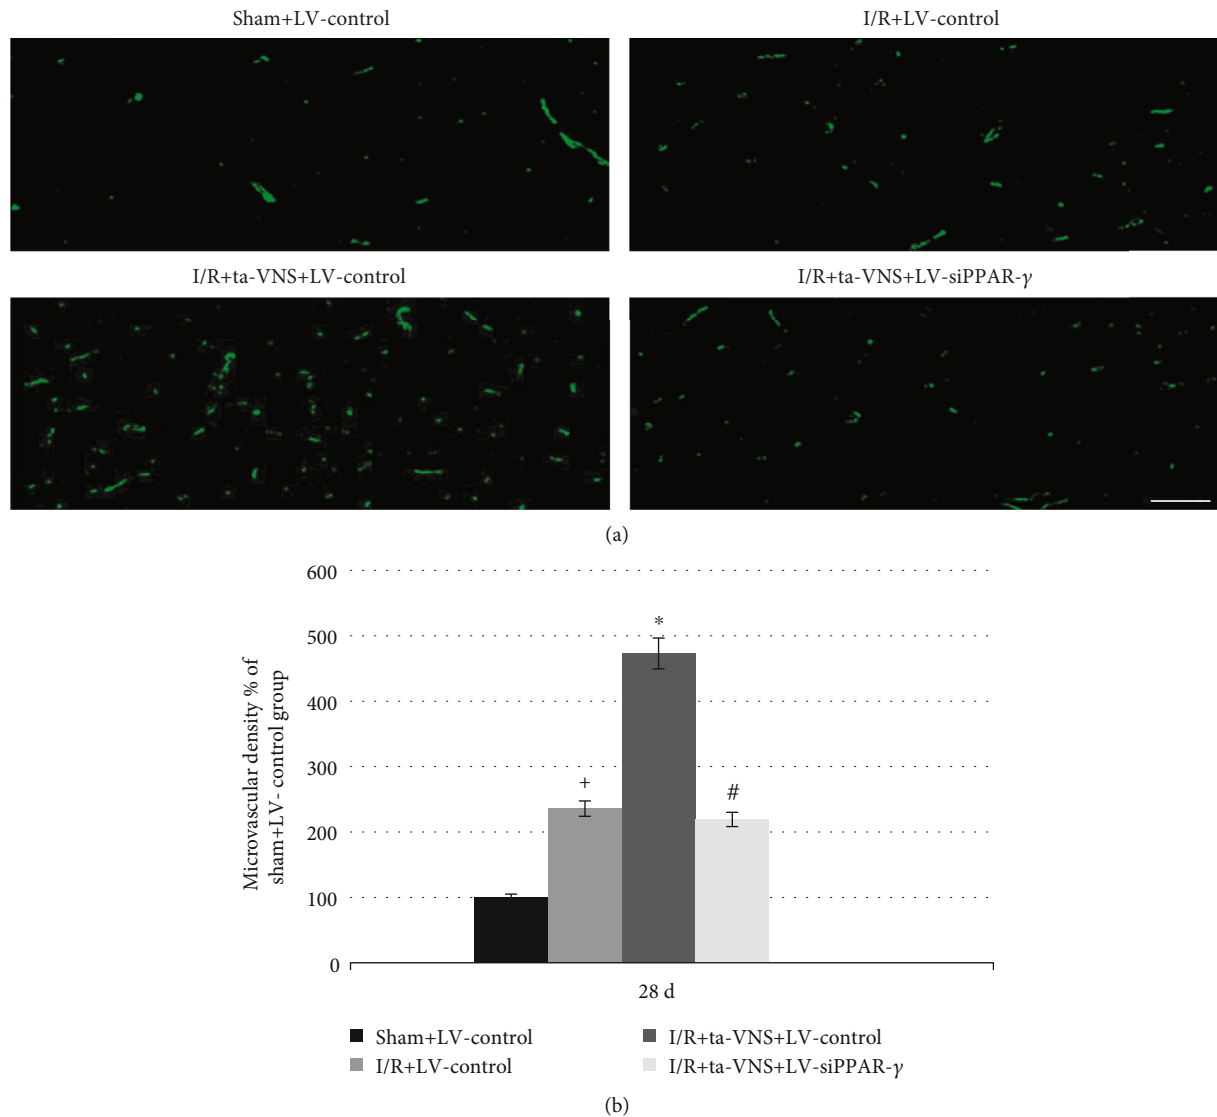 Sham+LV-control
I/R+LV-control
I/R+ta-VNS+LV-control
I/R+ta-VNS+LV-siPPAR-γ
(a)
600
500
400
300
200
100
0
Microvascular density % of
sham+LV- control group
+
*
#
28 d
Sham+LV-control
I/R+LV-control
I/R+ta-VNS+LV-control
I/R+ta-VNS+LV-siPPAR-γ
(b)